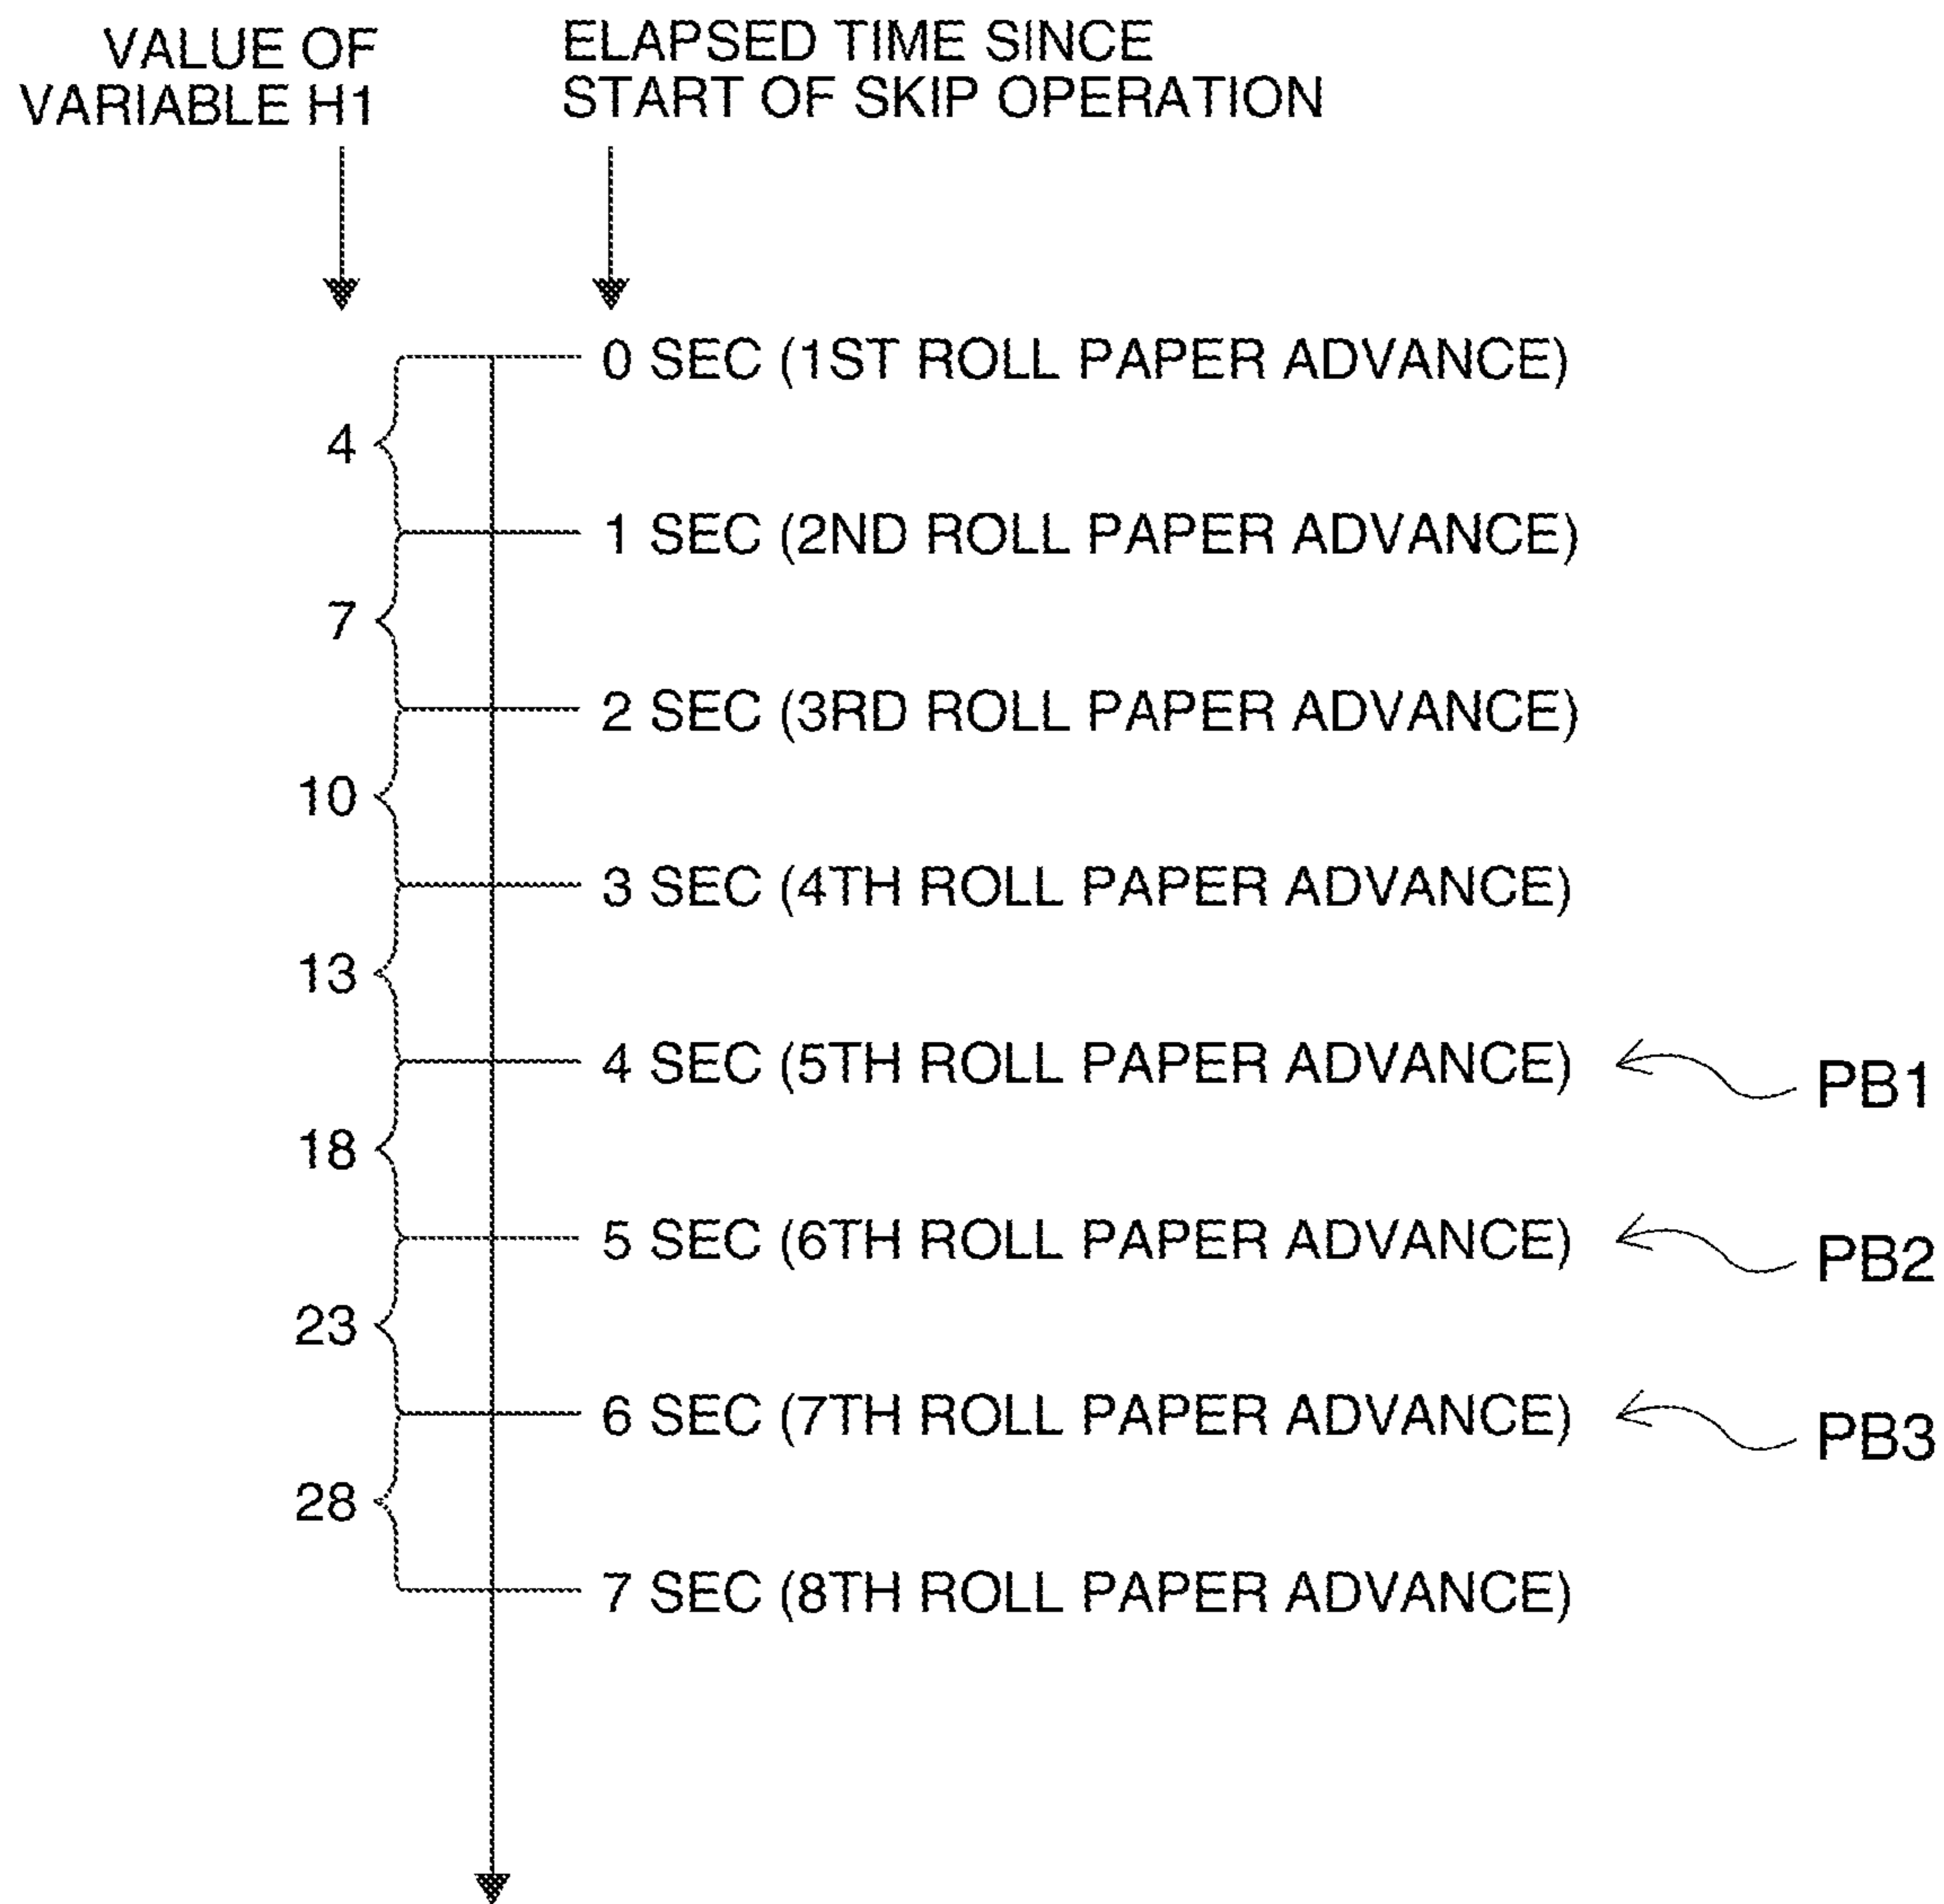 VALUE OF
VARIABLE H1
ELAPSED TIME SINCE
START OF SKIP OPERATION
0 SEC (1ST ROLL PAPER ADVANCE)
4
1 SEC (2ND ROLL PAPER ADVANCE)
7
2 SEC (3RD ROLL PAPER ADVANCE)
10
3 SEC (4TH ROLL PAPER ADVANCE)
13
4 SEC (5TH ROLL PAPER ADVANCE) PB1
18
5 SEC (6TH ROLL PAPER ADVANCE) PB2
23
6 SEC (7TH ROLL PAPER ADVANCE) PB3
28
7 SEC (8TH ROLL PAPER ADVANCE)